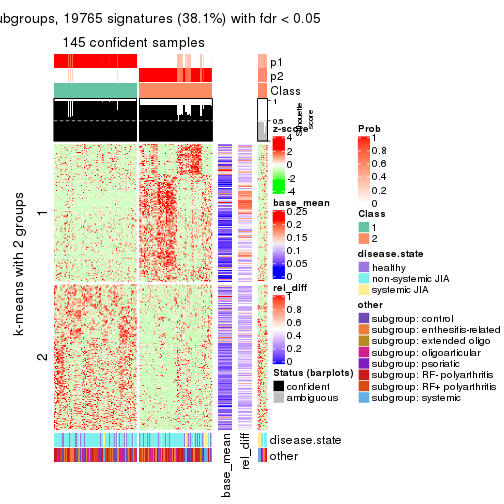 ubgroups, 19765 signatures (38.1%) with fdr < 0.05
145 confident samples
p1
p2
Class
1
0.5
0
Silhouette
score
k-means with 2 groups
1
2
base_mean
rel_diff
disease.state
other
z-score
4
2
0
-2
-4
base_mean
0.25
0.2
0.15
0.1
0.05
0
rel_diff
1
0.8
0.6
0.4
0.2
0
Status (barplots)
confident
ambiguous
Prob
1
0.8
0.6
0.4
0.2
0
Class
1
2
disease.state
healthy
non-systemic JIA
systemic JIA
other
subgroup: control
subgroup: enthesitis-related
subgroup: extended oligo
subgroup: oligoarticular
subgroup: psoriatic
subgroup: RF- polyarthritis
subgroup: RF+ polyarthritis
subgroup: systemic